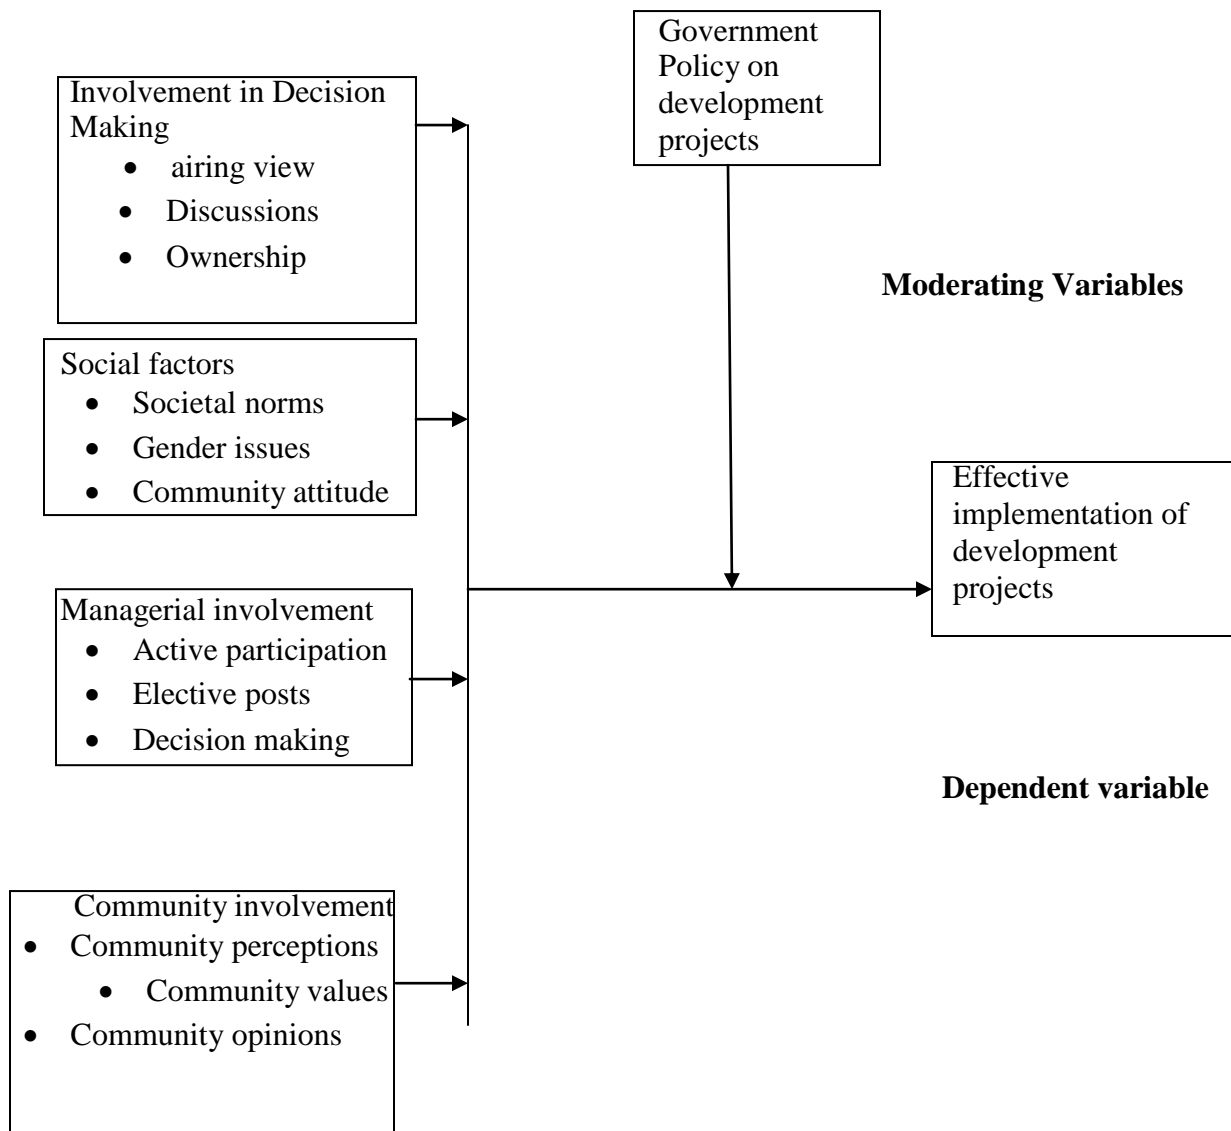 Government
Policy on
development
projects
Involvement in Decision
Making
• airing view
• Discussions
• Ownership
Moderating Variables
Social factors
• Societal norms
• Gender issues
• Community attitude
Effective
implementation of
development
projects
Managerial involvement
• Active participation
• Elective posts
• Decision making
Dependent variable
Community involvement
• Community perceptions
• Community values
• Community opinions